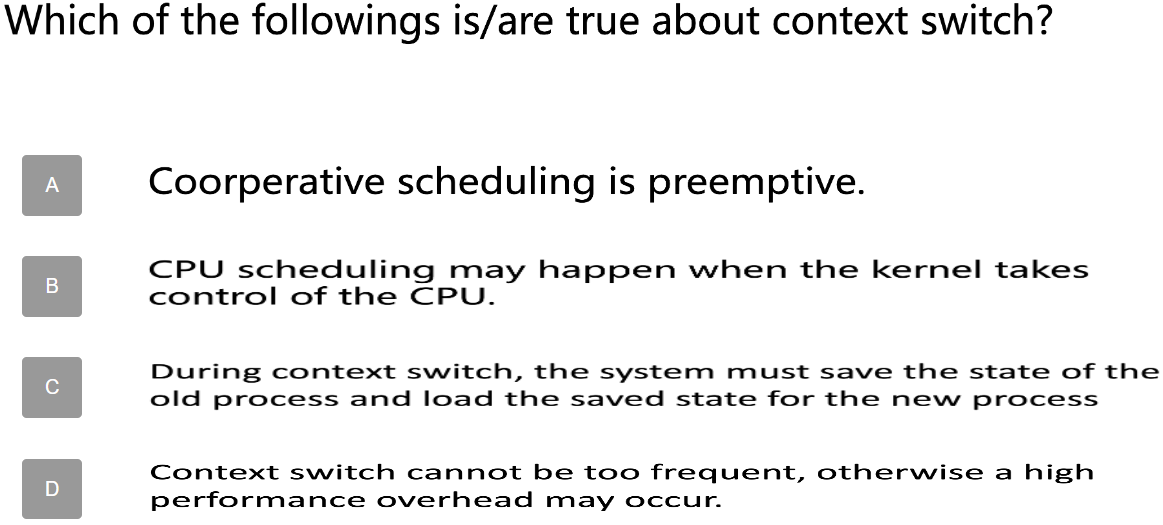 Which of the followings is/are true about context switch?
A
Coorperative scheduling is preemptive.
B
CPU scheduling may happen when the kernel takes
control of the CPU.
C
During context switch, the system must save the state of the
old process and load the saved state for the new process
D
Context switch cannot be too frequent, otherwise a high
performance overhead may occur.